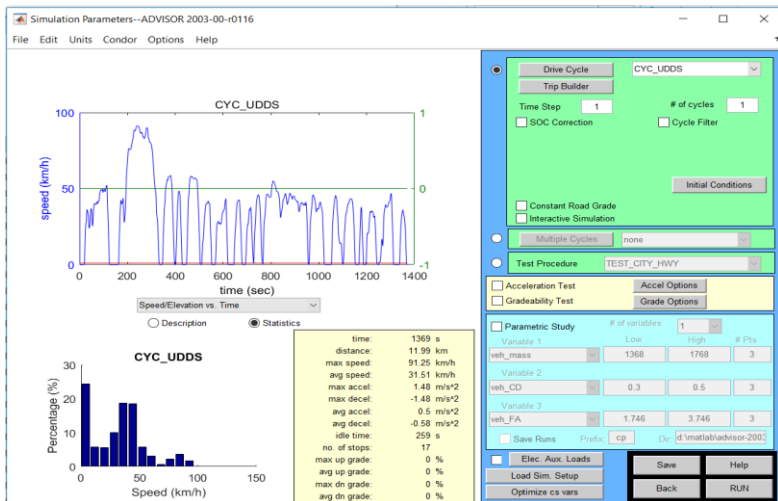 Simulation Parameters--ADVISOR 2003-00-r0116
File Edit Units Condor Options Help
CYC_UDDS
100
50
0
1
0
-1
speed (km/h)
0 200 400 600 800 1000 1200 1400
time (sec)
Speed/Elevation vs. Time
Description Statistics
CYC_UDDS
30
20
10
0
Percentage (%)
0 50 100 150
Speed (km/h)
time: 1369 s
distance: 11.99 km
max speed: 91.25 km/h
avg speed: 31.51 km/h
max accel: 1.48 m/s^2
max decel: -1.48 m/s^2
avg accel: 0.5 m/s^2
avg decel: -0.58 m/s^2
idle time: 259 s
no. of stops: 17
max up grade: 0 %
avg up grade: 0 %
max dn grade: 0 %
avg dn grade: 0 %
Drive Cycle CYC_UDDS
Trip Builder
Time Step 1 # of cycles 1
SOC Correction Cycle Filter
Initial Conditions
Constant Road Grade
Interactive Simulation
Multiple Cycles none
Test Procedure TEST_CITY_HWY
Acceleration Test Accel Options
Gradeability Test Grade Options
Parametric Study # of variables 1
Variable 1 Low High # Pts
veh_mass 1368 1768 3
Variable 2
veh_CD 0.3 0.5 3
Variable 3
veh_FA 1.746 3.746 3
Save Runs Prefix: cp Dir: d:\matlab\advisor-2003
Elec. Aux. Loads
Load Sim. Setup
Optimize cs vars
Save Help
Back RUN